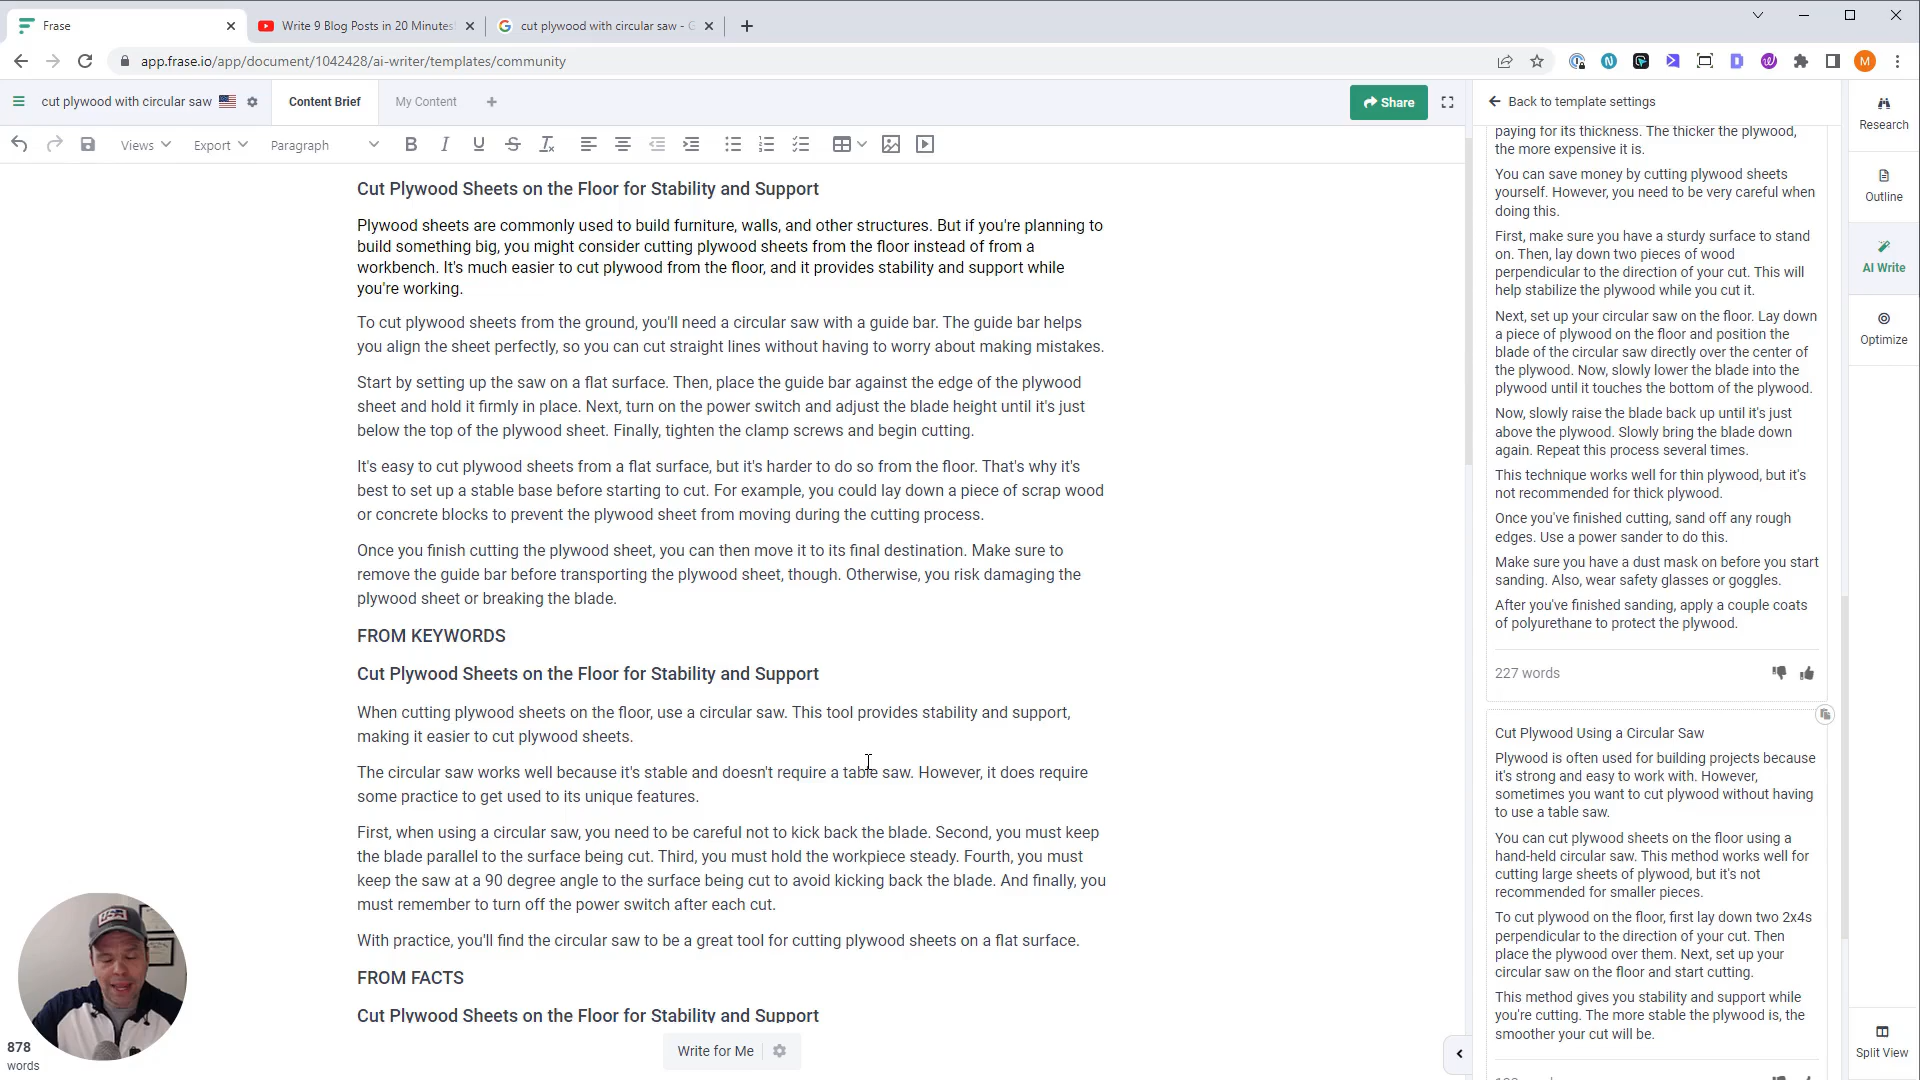 Frase
Write 9 Blog Posts in 20 Minutes
cut plywood with circular saw - G
app.frase.io/app/document/1042428/ai-writer/templates/community
M
cut plywood with circular saw
Content Brief
My Content
Share
Back to template settings
Research
Views
Export
Paragraph
Cut Plywood Sheets on the Floor for Stability and Support
Plywood sheets are commonly used to build furniture, walls, and other structures. But if you're planning to
build something big, you might consider cutting plywood sheets from the floor instead of from a
workbench. It's much easier to cut plywood from the floor, and it provides stability and support while
you're working.
To cut plywood sheets from the ground, you'll need a circular saw with a guide bar. The guide bar helps
you align the sheet perfectly, so you can cut straight lines without having to worry about making mistakes.
Start by setting up the saw on a flat surface. Then, place the guide bar against the edge of the plywood
sheet and hold it firmly in place. Next, turn on the power switch and adjust the blade height until it's just
below the top of the plywood sheet. Finally, tighten the clamp screws and begin cutting.
It's easy to cut plywood sheets from a flat surface, but it's harder to do so from the floor. That's why it's
best to set up a stable base before starting to cut. For example, you could lay down a piece of scrap wood
or concrete blocks to prevent the plywood sheet from moving during the cutting process.
Once you finish cutting the plywood sheet, you can then move it to its final destination. Make sure to
remove the guide bar before transporting the plywood sheet, though. Otherwise, you risk damaging the
plywood sheet or breaking the blade.
FROM KEYWORDS
Cut Plywood Sheets on the Floor for Stability and Support
When cutting plywood sheets on the floor, use a circular saw. This tool provides stability and support,
making it easier to cut plywood sheets.
The circular saw works well because it's stable and doesn't require a table saw. However, it does require
some practice to get used to its unique features.
First, when using a circular saw, you need to be careful not to kick back the blade. Second, you must keep
the blade parallel to the surface being cut. Third, you must hold the workpiece steady. Fourth, you must
keep the saw at a 90 degree angle to the surface being cut to avoid kicking back the blade. And finally, you
must remember to turn off the power switch after each cut.
With practice, you'll find the circular saw to be a great tool for cutting plywood sheets on a flat surface.
FROM FACTS
Cut Plywood Sheets on the Floor for Stability and Support
878
words
Write for Me
paying for its thickness. The thicker the plywood,
the more expensive it is.
You can save money by cutting plywood sheets
yourself. However, you need to be very careful when
doing this.
First, make sure you have a sturdy surface to stand
on. Then, lay down two pieces of wood
perpendicular to the direction of your cut. This will
help stabilize the plywood while you cut it.
Next, set up your circular saw on the floor. Lay down
a piece of plywood on the floor and position the
blade of the circular saw directly over the center of
the plywood. Now, slowly lower the blade into the
plywood until it touches the bottom of the plywood.
Now, slowly raise the blade back up until it's just
above the plywood. Slowly bring the blade down
again. Repeat this process several times.
This technique works well for thin plywood, but it's
not recommended for thick plywood.
Once you've finished cutting, sand off any rough
edges. Use a power sander to do this.
Make sure you have a dust mask on before you start
sanding. Also, wear safety glasses or goggles.
After you've finished sanding, apply a couple coats
of polyurethane to protect the plywood.
227 words
Cut Plywood Using a Circular Saw
Plywood is often used for building projects because
it's strong and easy to work with. However,
sometimes you want to cut plywood without having
to use a table saw.
You can cut plywood sheets on the floor using a
hand-held circular saw. This method works well for
cutting large sheets of plywood, but it's not
recommended for smaller pieces.
To cut plywood on the floor, first lay down two 2x4s
perpendicular to the direction of your cut. Then
place the plywood over them. Next, set up your
circular saw on the floor and start cutting.
This method gives you stability and support while
you're cutting. The more stable the plywood is, the
smoother your cut will be.
Outline
AI Write
Optimize
Split View